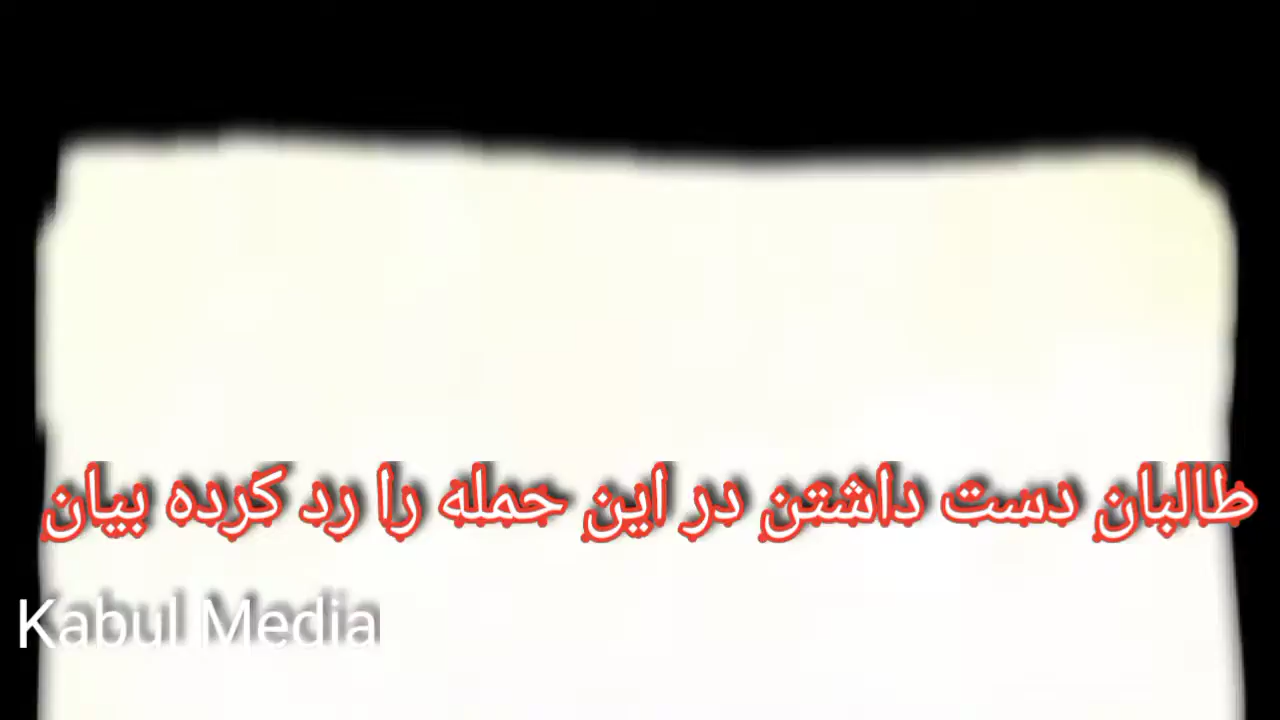 طالبان دست داشتن در این حمله را رد کرده بیان
Kabul Media